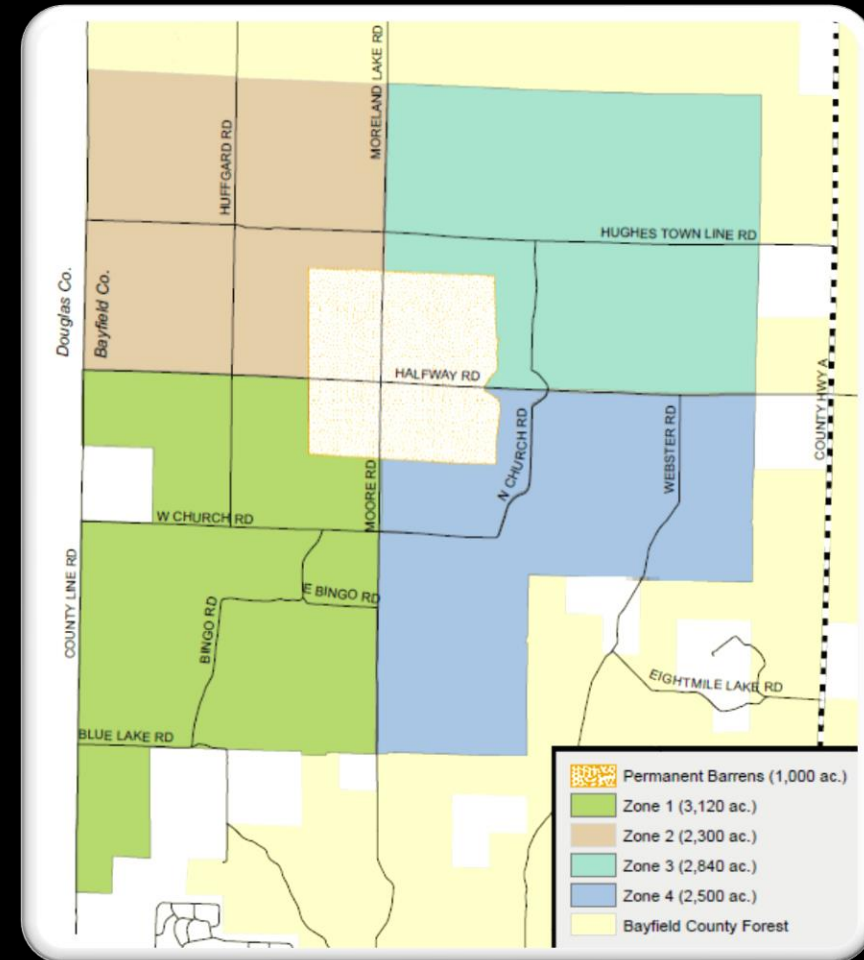 MORELAND LAKE RD
HUFFGARD RD
HUGHES TOWN LINE RD
Douglas Co.
Bayfield Co.
HALFWAY RD
COUNTY HWY A
N CHURCH RD
WEBSTER RD
MOORE RD
W CHURCH RD
COUNTY LINE RD
E BINGO RD
BINGO RD
EIGHTMILE LAKE RD
BLUE LAKE RD
Permanent Barrens (1,000 ac.)
Zone 1 (3,120 ac.)
Zone 2 (2,300 ac.)
Zone 3 (2,840 ac.)
Zone 4 (2,500 ac.)
Bayfield County Forest